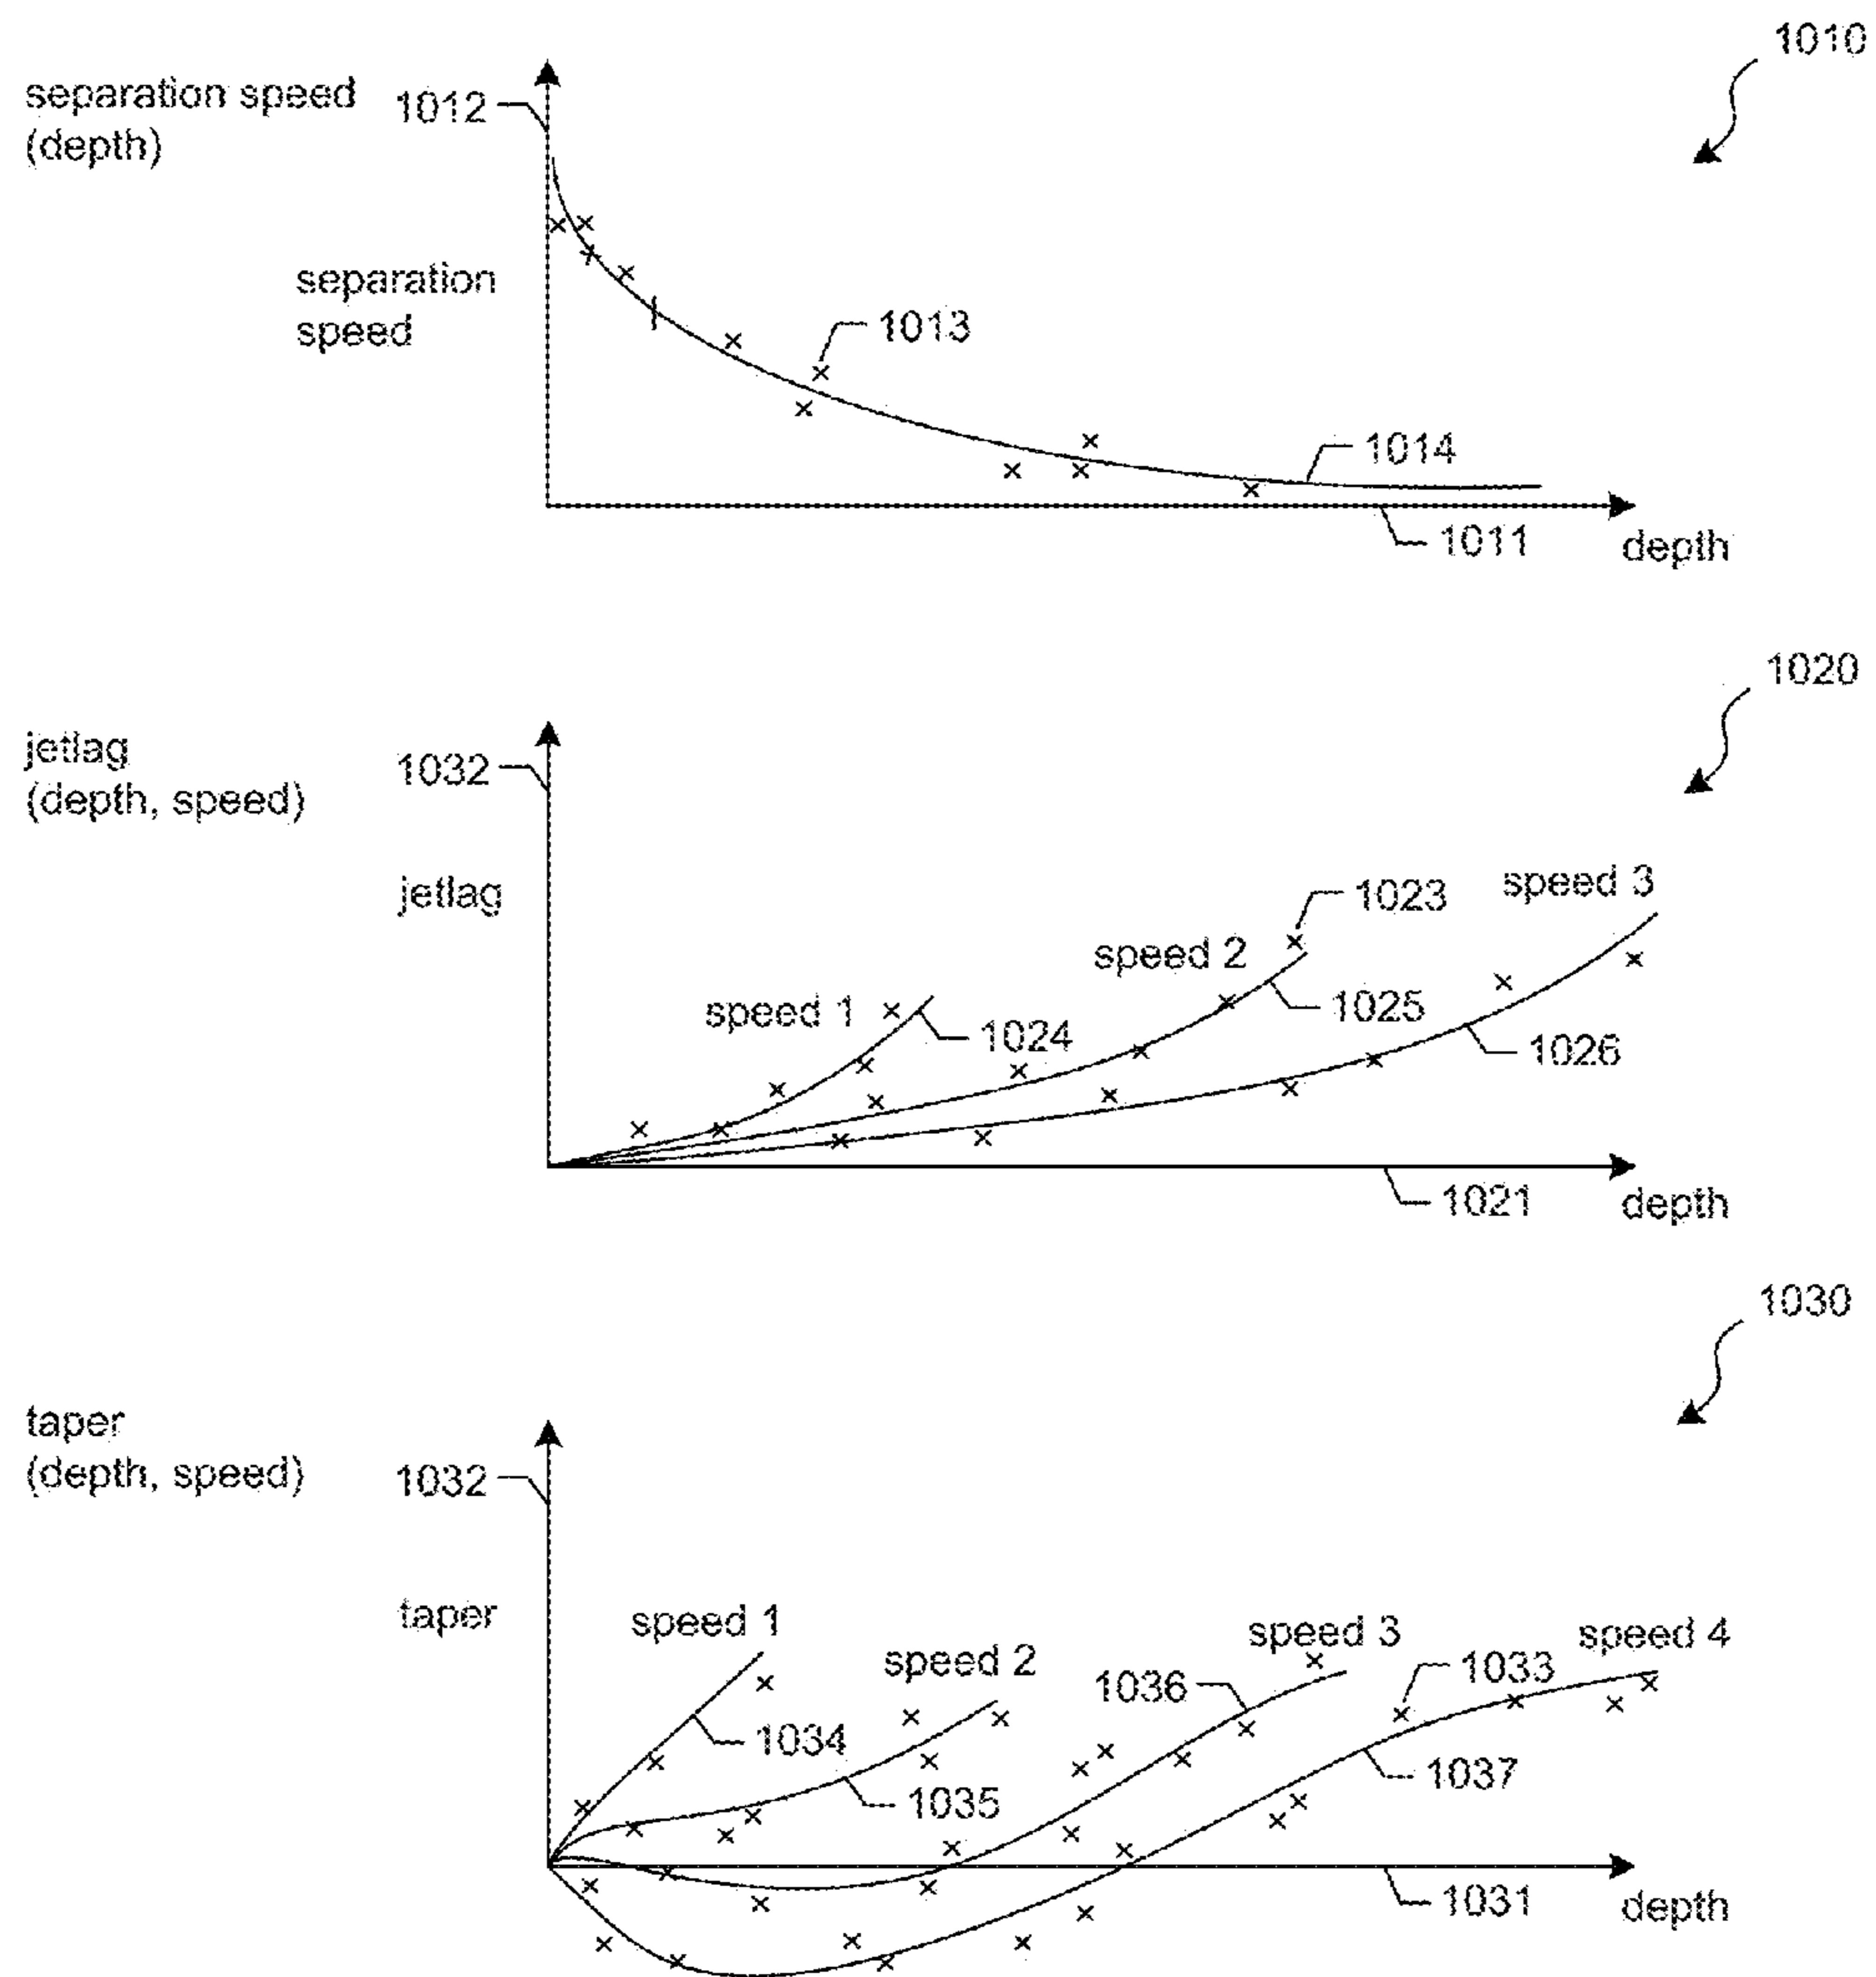 1010
separation speed
(depth)
1012
separation
speed
1013
1014
1011
depth
1020
jetlag
(depth, speed)
1032
jetlag
speed 1
speed 2
speed 3
1023
1024
1025
1026
1021
depth
1030
taper
(depth, speed)
1032
taper
speed 1
speed 2
speed 3
speed 4
1036
1033
1034
1035
1037
1031
depth